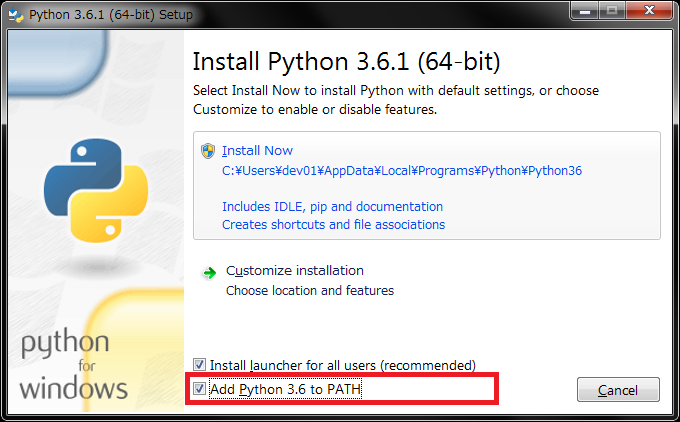 Python 3.6.1 (64-bit) Setup
Install Python 3.6.1 (64-bit)
Select Install Now to install Python with default settings, or choose
Customize to enable or disable features.
Install Now
C:¥Users¥dev01¥AppData¥Local¥Programs¥Python¥Python36
Includes IDLE, pip and documentation
Creates shortcuts and file associations
Customize installation
Choose location and features
Install launcher for all users (recommended)
Add Python 3.6 to PATH
Cancel
python
for
windows